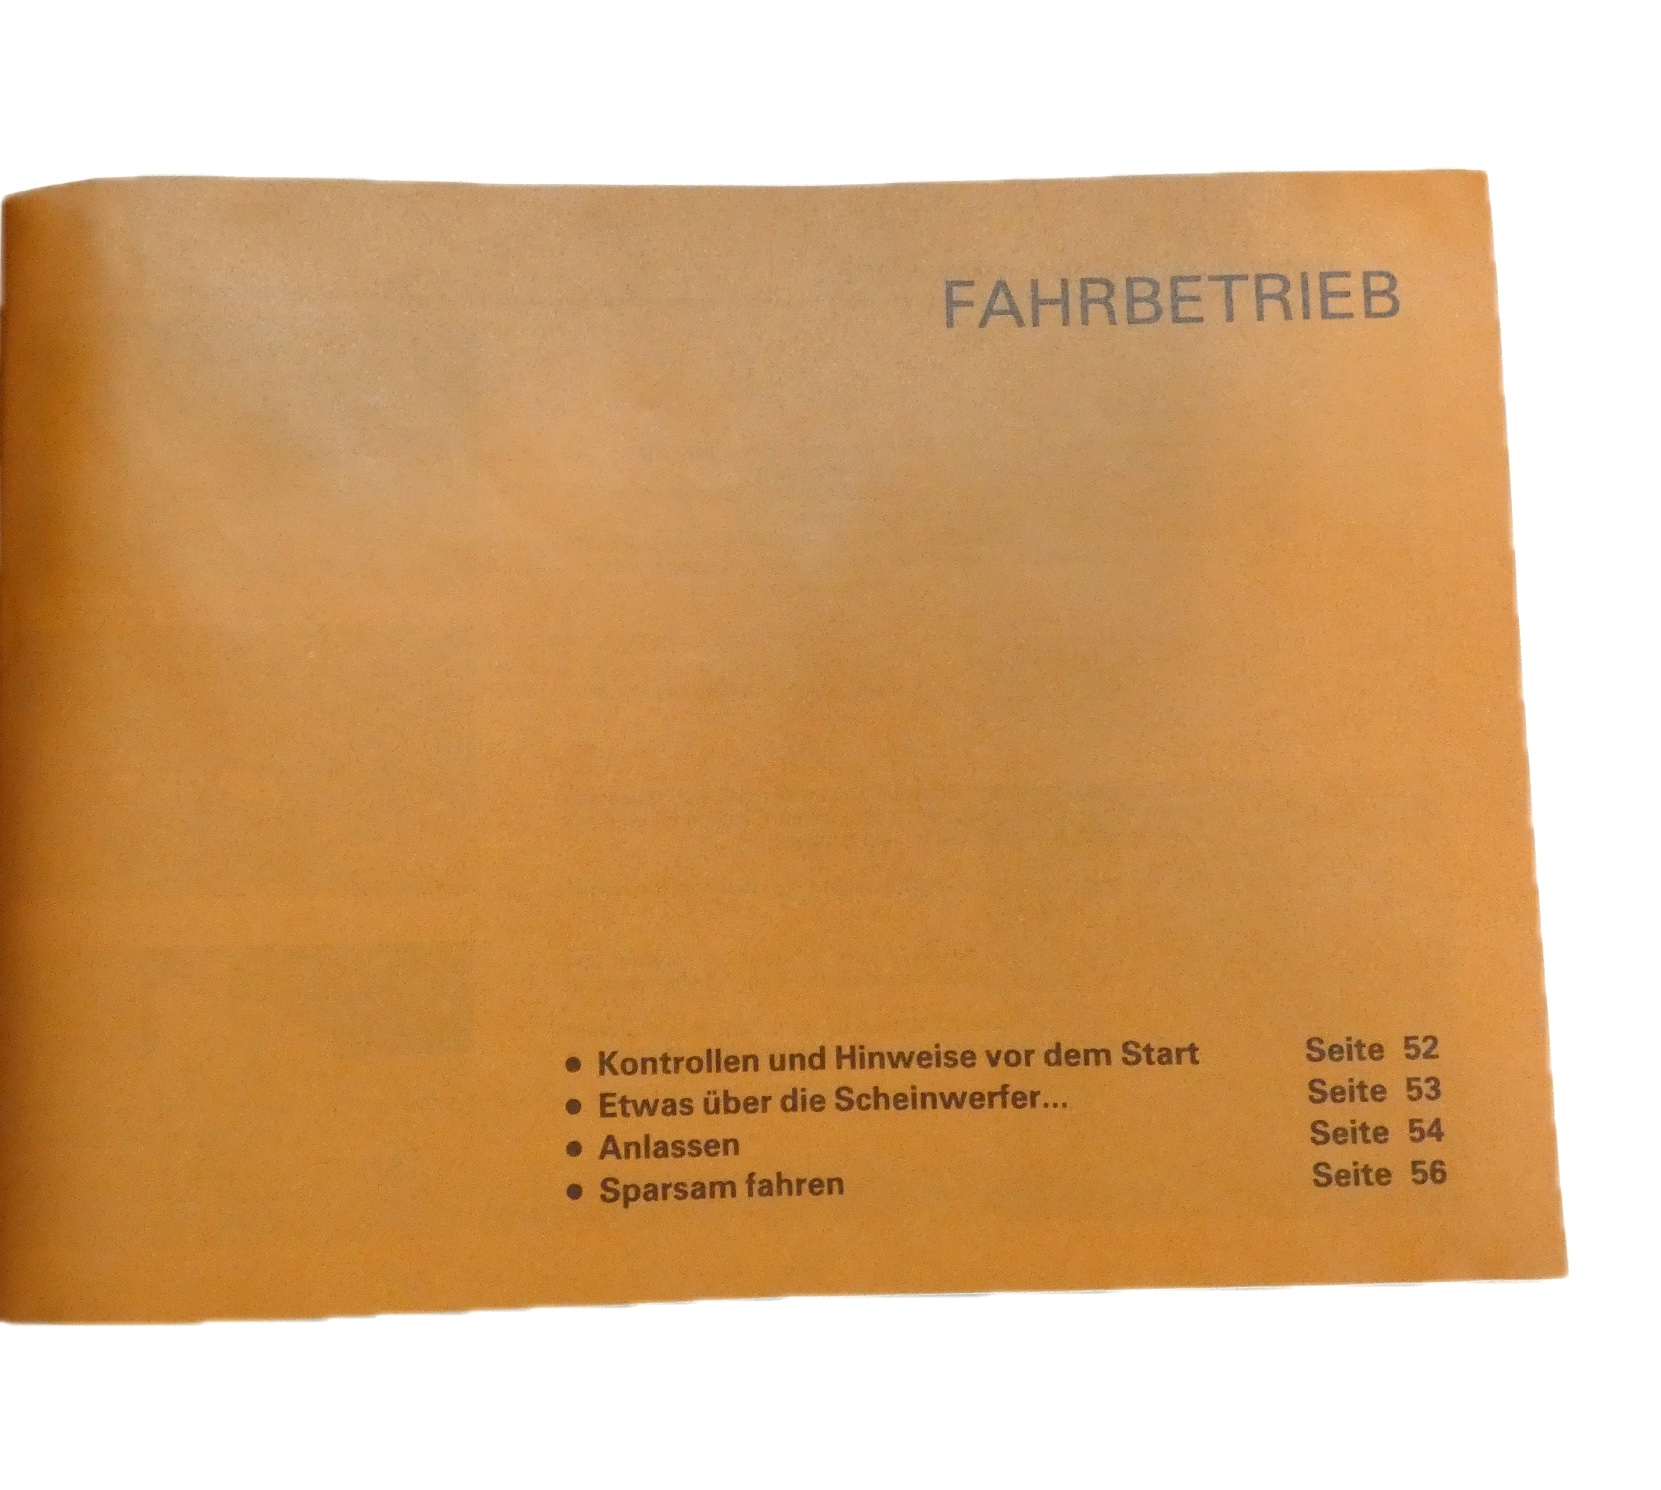 FAHRBETRIEB
● Kontrollen und Hinweise vor dem Start Seite 52
● Etwas über die Scheinwerfer... Seite 53
● Anlassen Seite 54
● Sparsam fahren Seite 56